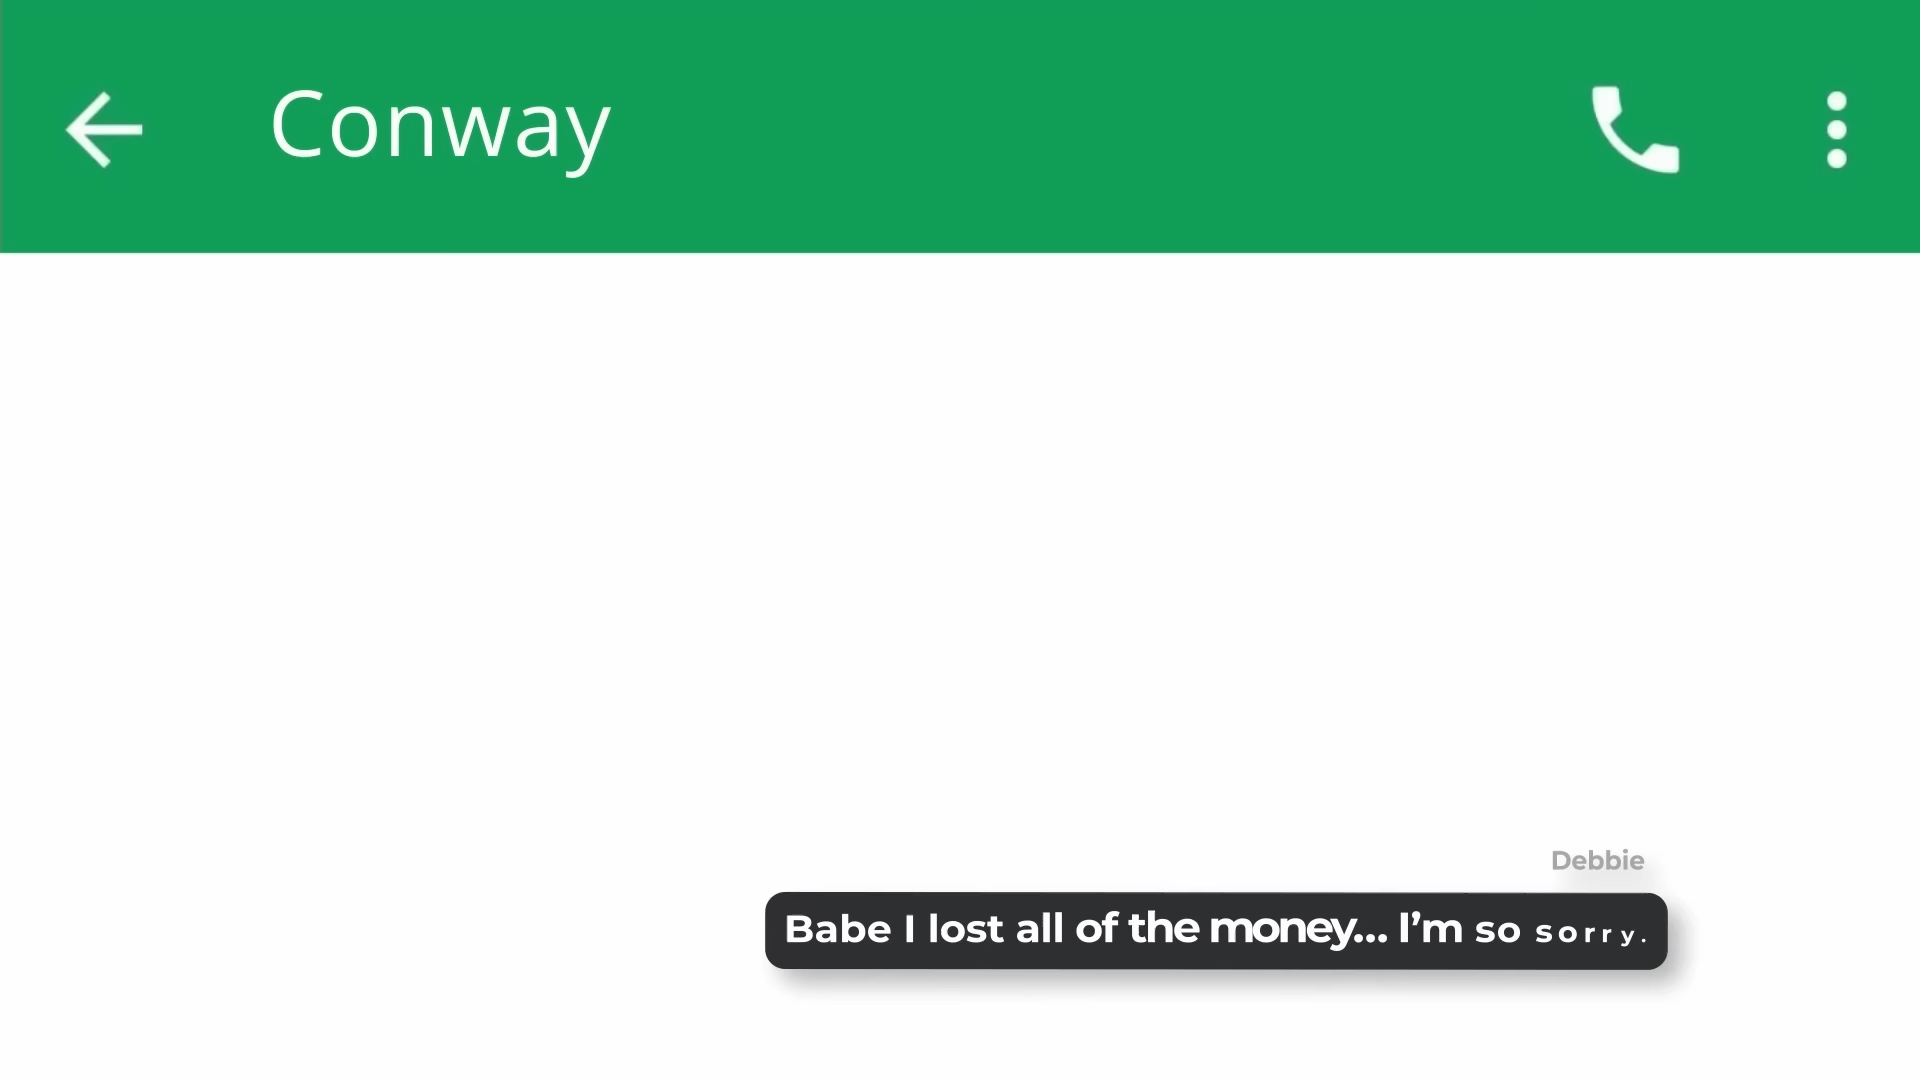 Conway
Debbie
Babe I lost all of the money... I’m so sorry.